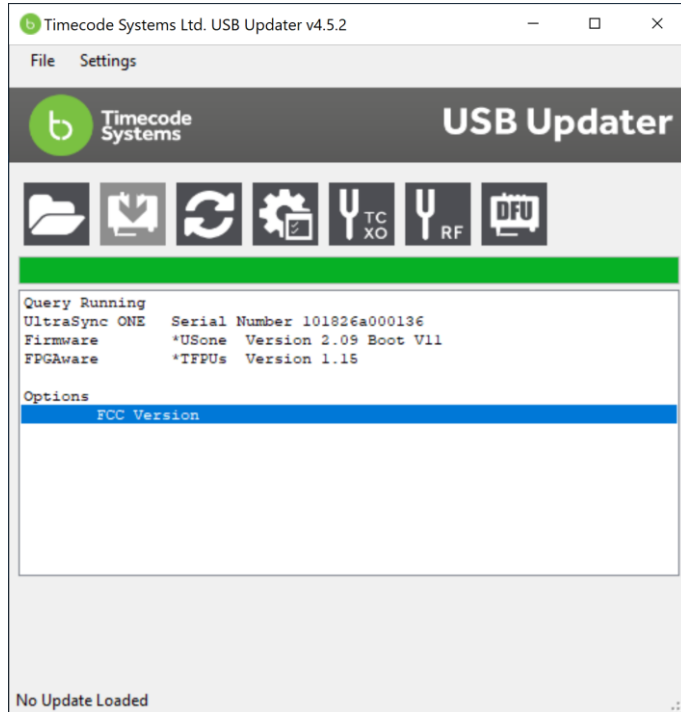 b Timecode Systems Ltd. USB Updater v4.5.2
File Settings
b Timecode Systems USB Updater
TC XO RF DFU
Query Running
UltraSync ONE Serial Number 101826a000136
Firmware *USone Version 2.09 Boot V11
FPGAware *TFPUs Version 1.15
Options
FCC Version
No Update Loaded